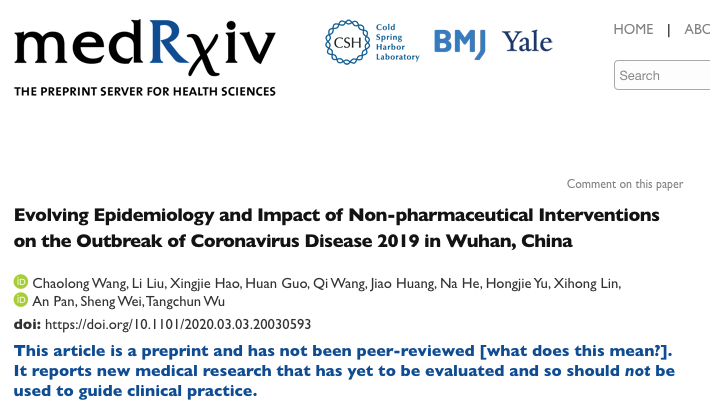 medRxiv
THE PREPRINT SERVER FOR HEALTH SCIENCES
CSH
Cold
Spring
Harbor
Laboratory
BMJ
Yale
HOME | ABO
Search
Comment on this paper
Evolving Epidemiology and Impact of Non-pharmaceutical Interventions
on the Outbreak of Coronavirus Disease 2019 in Wuhan, China
iD Chaolong Wang, Li Liu, Xingjie Hao, Huan Guo, Qi Wang, Jiao Huang, Na He, Hongjie Yu, Xihong Lin,
iD An Pan, Sheng Wei, Tangchun Wu
doi: https://doi.org/10.1101/2020.03.03.20030593
This article is a preprint and has not been peer-reviewed [what does this mean?].
It reports new medical research that has yet to be evaluated and so should not be
used to guide clinical practice.